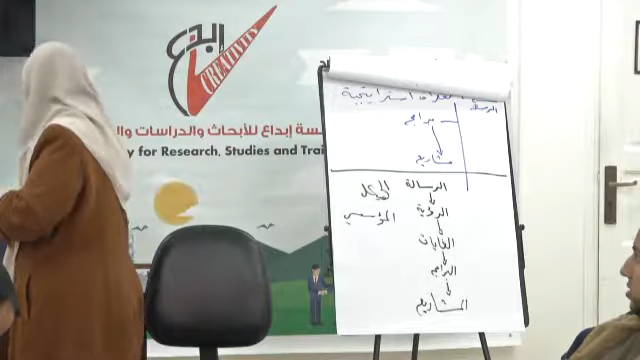 إبداع
CREATIVITY
سة إبداع للأبحاث والدراسات وال
y for Research, Studies and Trai
استراتيجية
برامج
مشاريع
الرسالة
الرؤية
الغايات
البرامج
المشاريع
الهيكل
المؤسسي